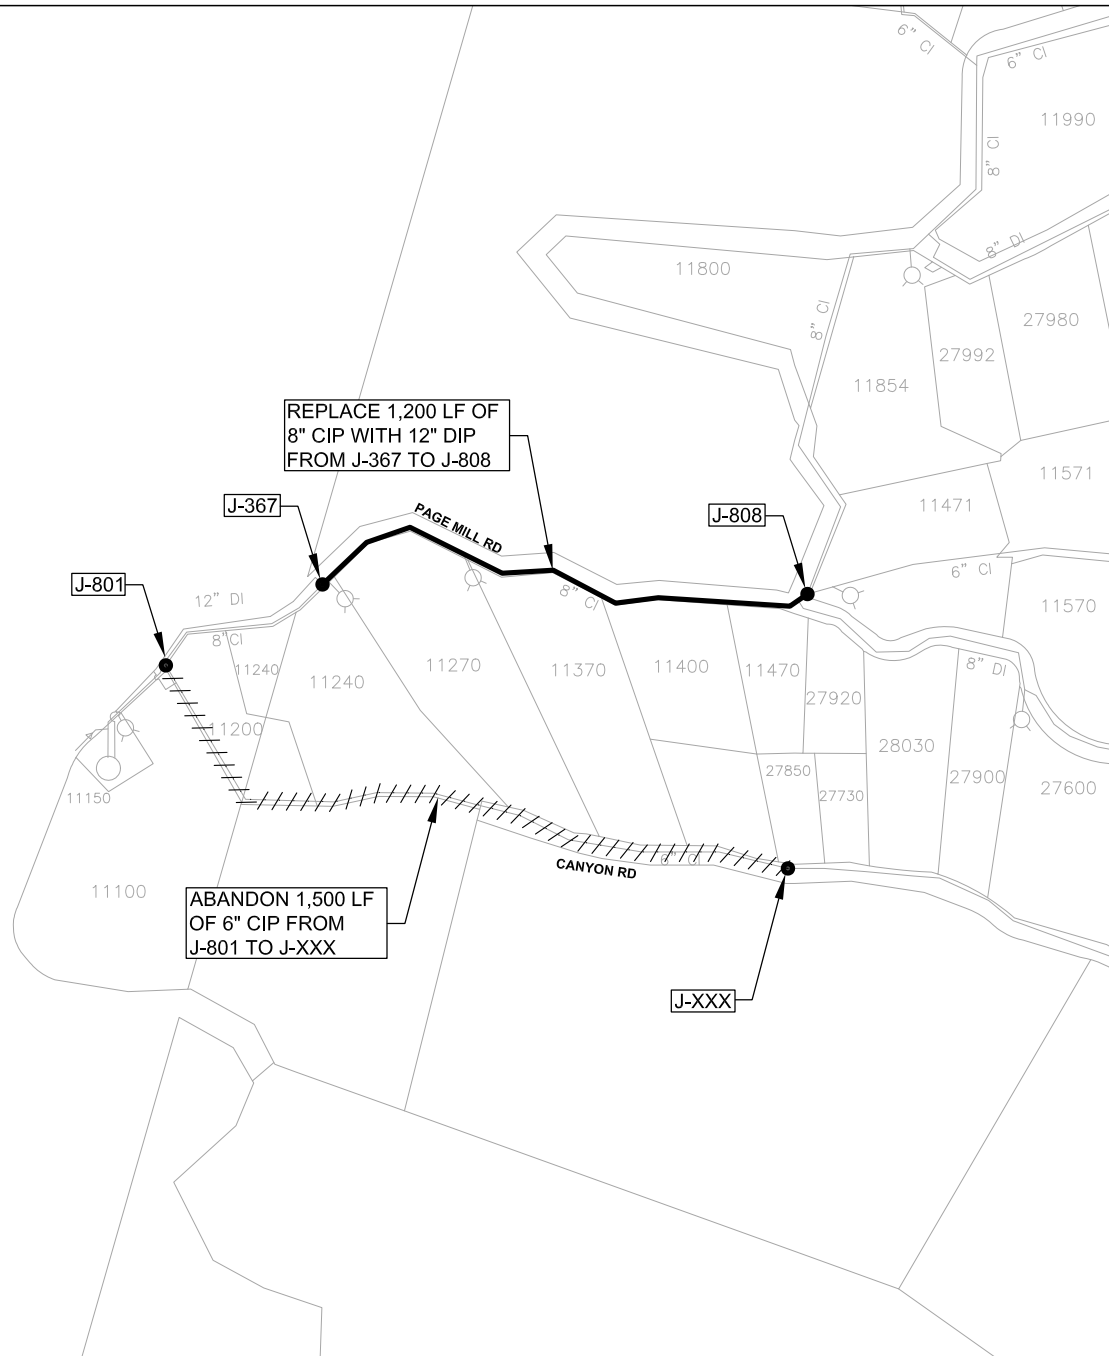 6" CI
6" CI
11990
8" CI
8" DI
11800
27980
8" CI
27992
11854
REPLACE 1,200 LF OF
8" CIP WITH 12" DIP
FROM J-367 TO J-808
11571
J-367
PAGE MILL RD
J-808
11471
J-801
6" CI
12" DI
8" CI
8"CI
11570
11240
11240
11270
11370
11400
11470
8" DI
27920
11200
28030
27850
27900
27600
11150
27730
6" CI
CANYON RD
11100
ABANDON 1,500 LF
OF 6" CIP FROM
J-801 TO J-XXX
J-XXX